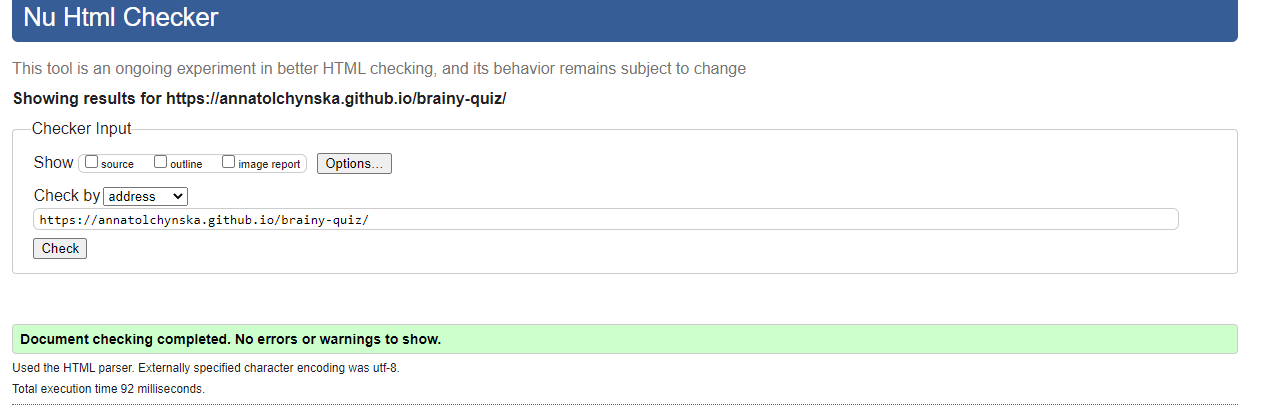 Nu Html Checker
This tool is an ongoing experiment in better HTML checking, and its behavior remains subject to change
Showing results for https://annatolchynska.github.io/brainy-quiz/
Checker Input
Show source outline image report Options...
Check by address
https://annatolchynska.github.io/brainy-quiz/
Check
Document checking completed. No errors or warnings to show.
Used the HTML parser. Externally specified character encoding was utf-8.
Total execution time 92 milliseconds.